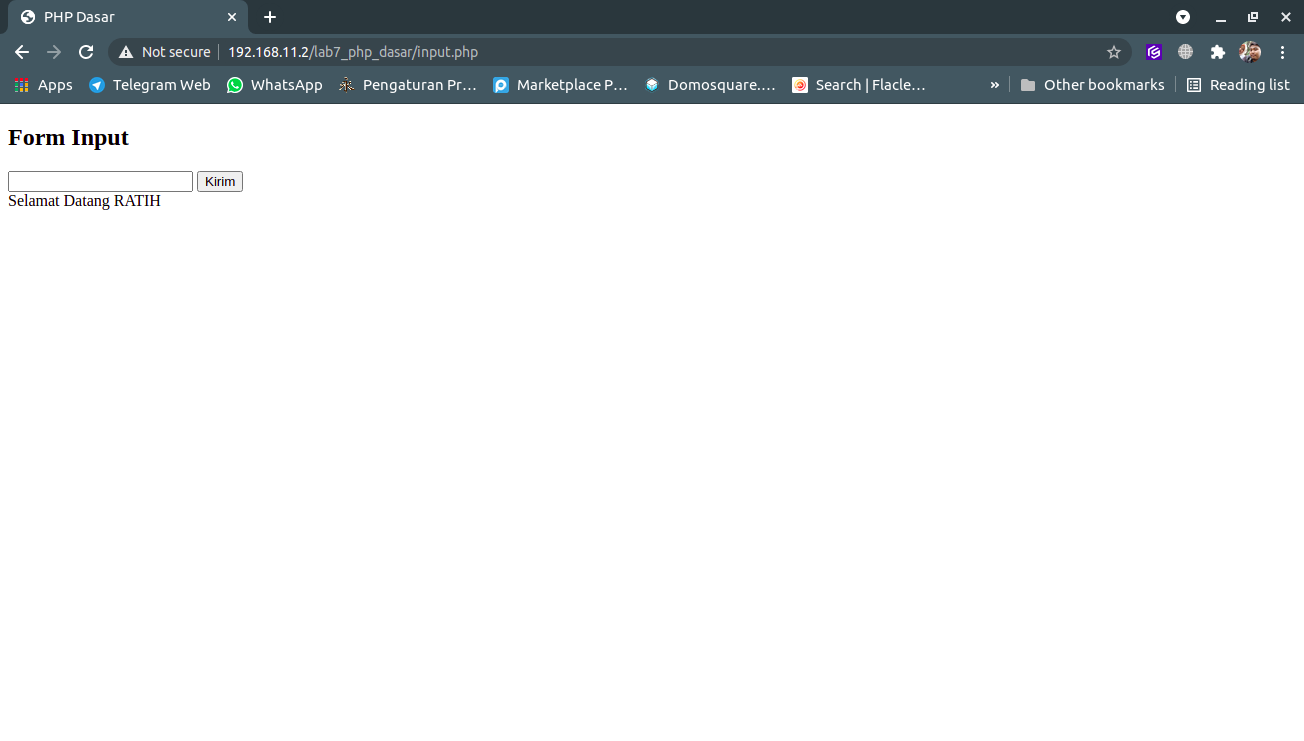 PHP Dasar
Not secure 192.168.11.2/lab7_php_dasar/input.php
Apps Telegram Web WhatsApp Pengaturan Pr... Marketplace P... Domosquare.... Search | Flacle... » Other bookmarks Reading list
Form Input
Kirim
Selamat Datang RATIH